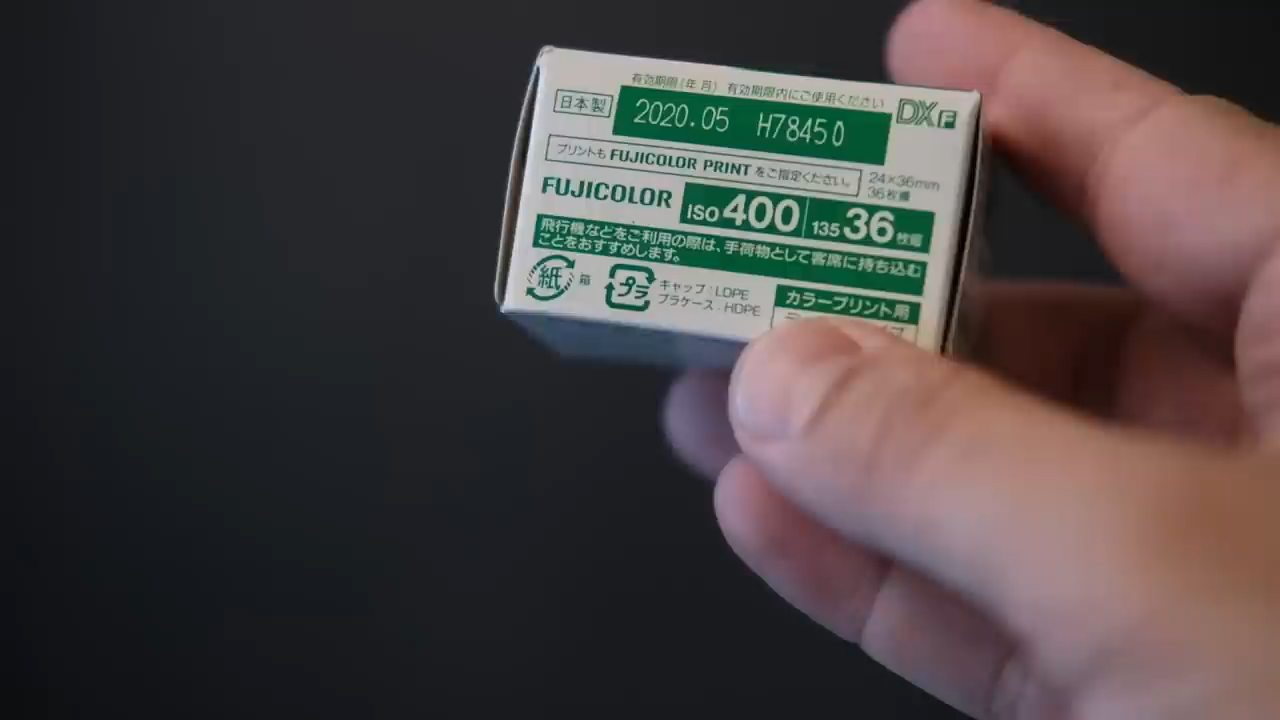 有効期限(年 月) 有効期限内にご使用ください
日本製 2020.05 H78450 DX F
プリントも FUJICOLOR PRINT をご指定ください。 24×36mm
36枚撮
FUJICOLOR ISO 400 135 36 枚撮
飛行機などをご利用の際は、手荷物として客席に持ち込む
ことをおすすめします。
紙 箱 プラ キャップ:LDPE
プラケース:HDPE
カラープリント用